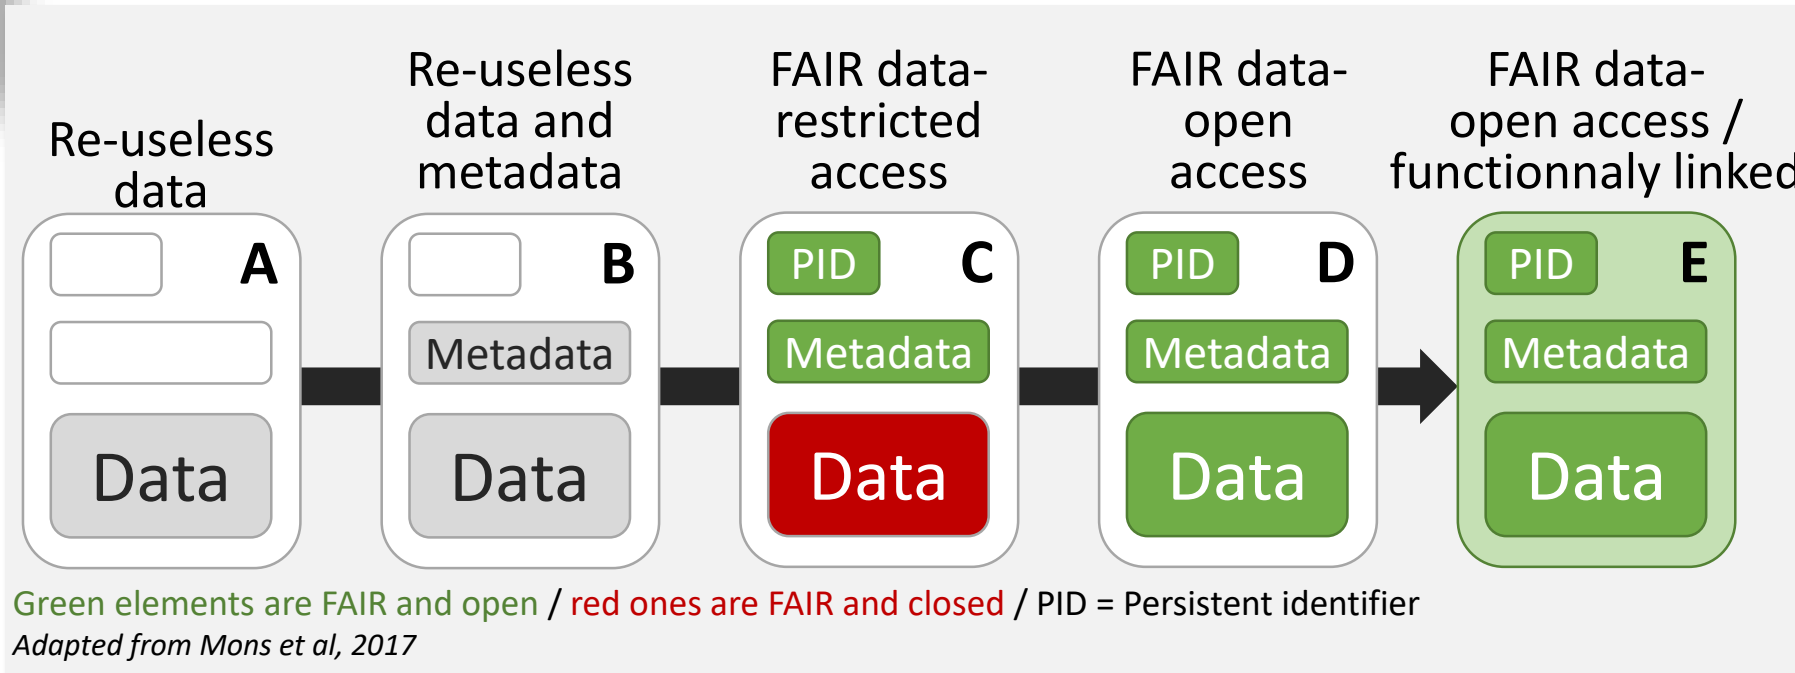 Re-useless
data
A
Data
Re-useless
data and
metadata
B
Metadata
Data
FAIR data-
restricted
access
PID
C
Metadata
Data
FAIR data-
open
access
PID
D
Metadata
Data
FAIR data-
open access /
functionnaly linked
PID
E
Metadata
Data
Green elements are FAIR and open / red ones are FAIR and closed / PID = Persistent identifier
Adapted from Mons et al, 2017